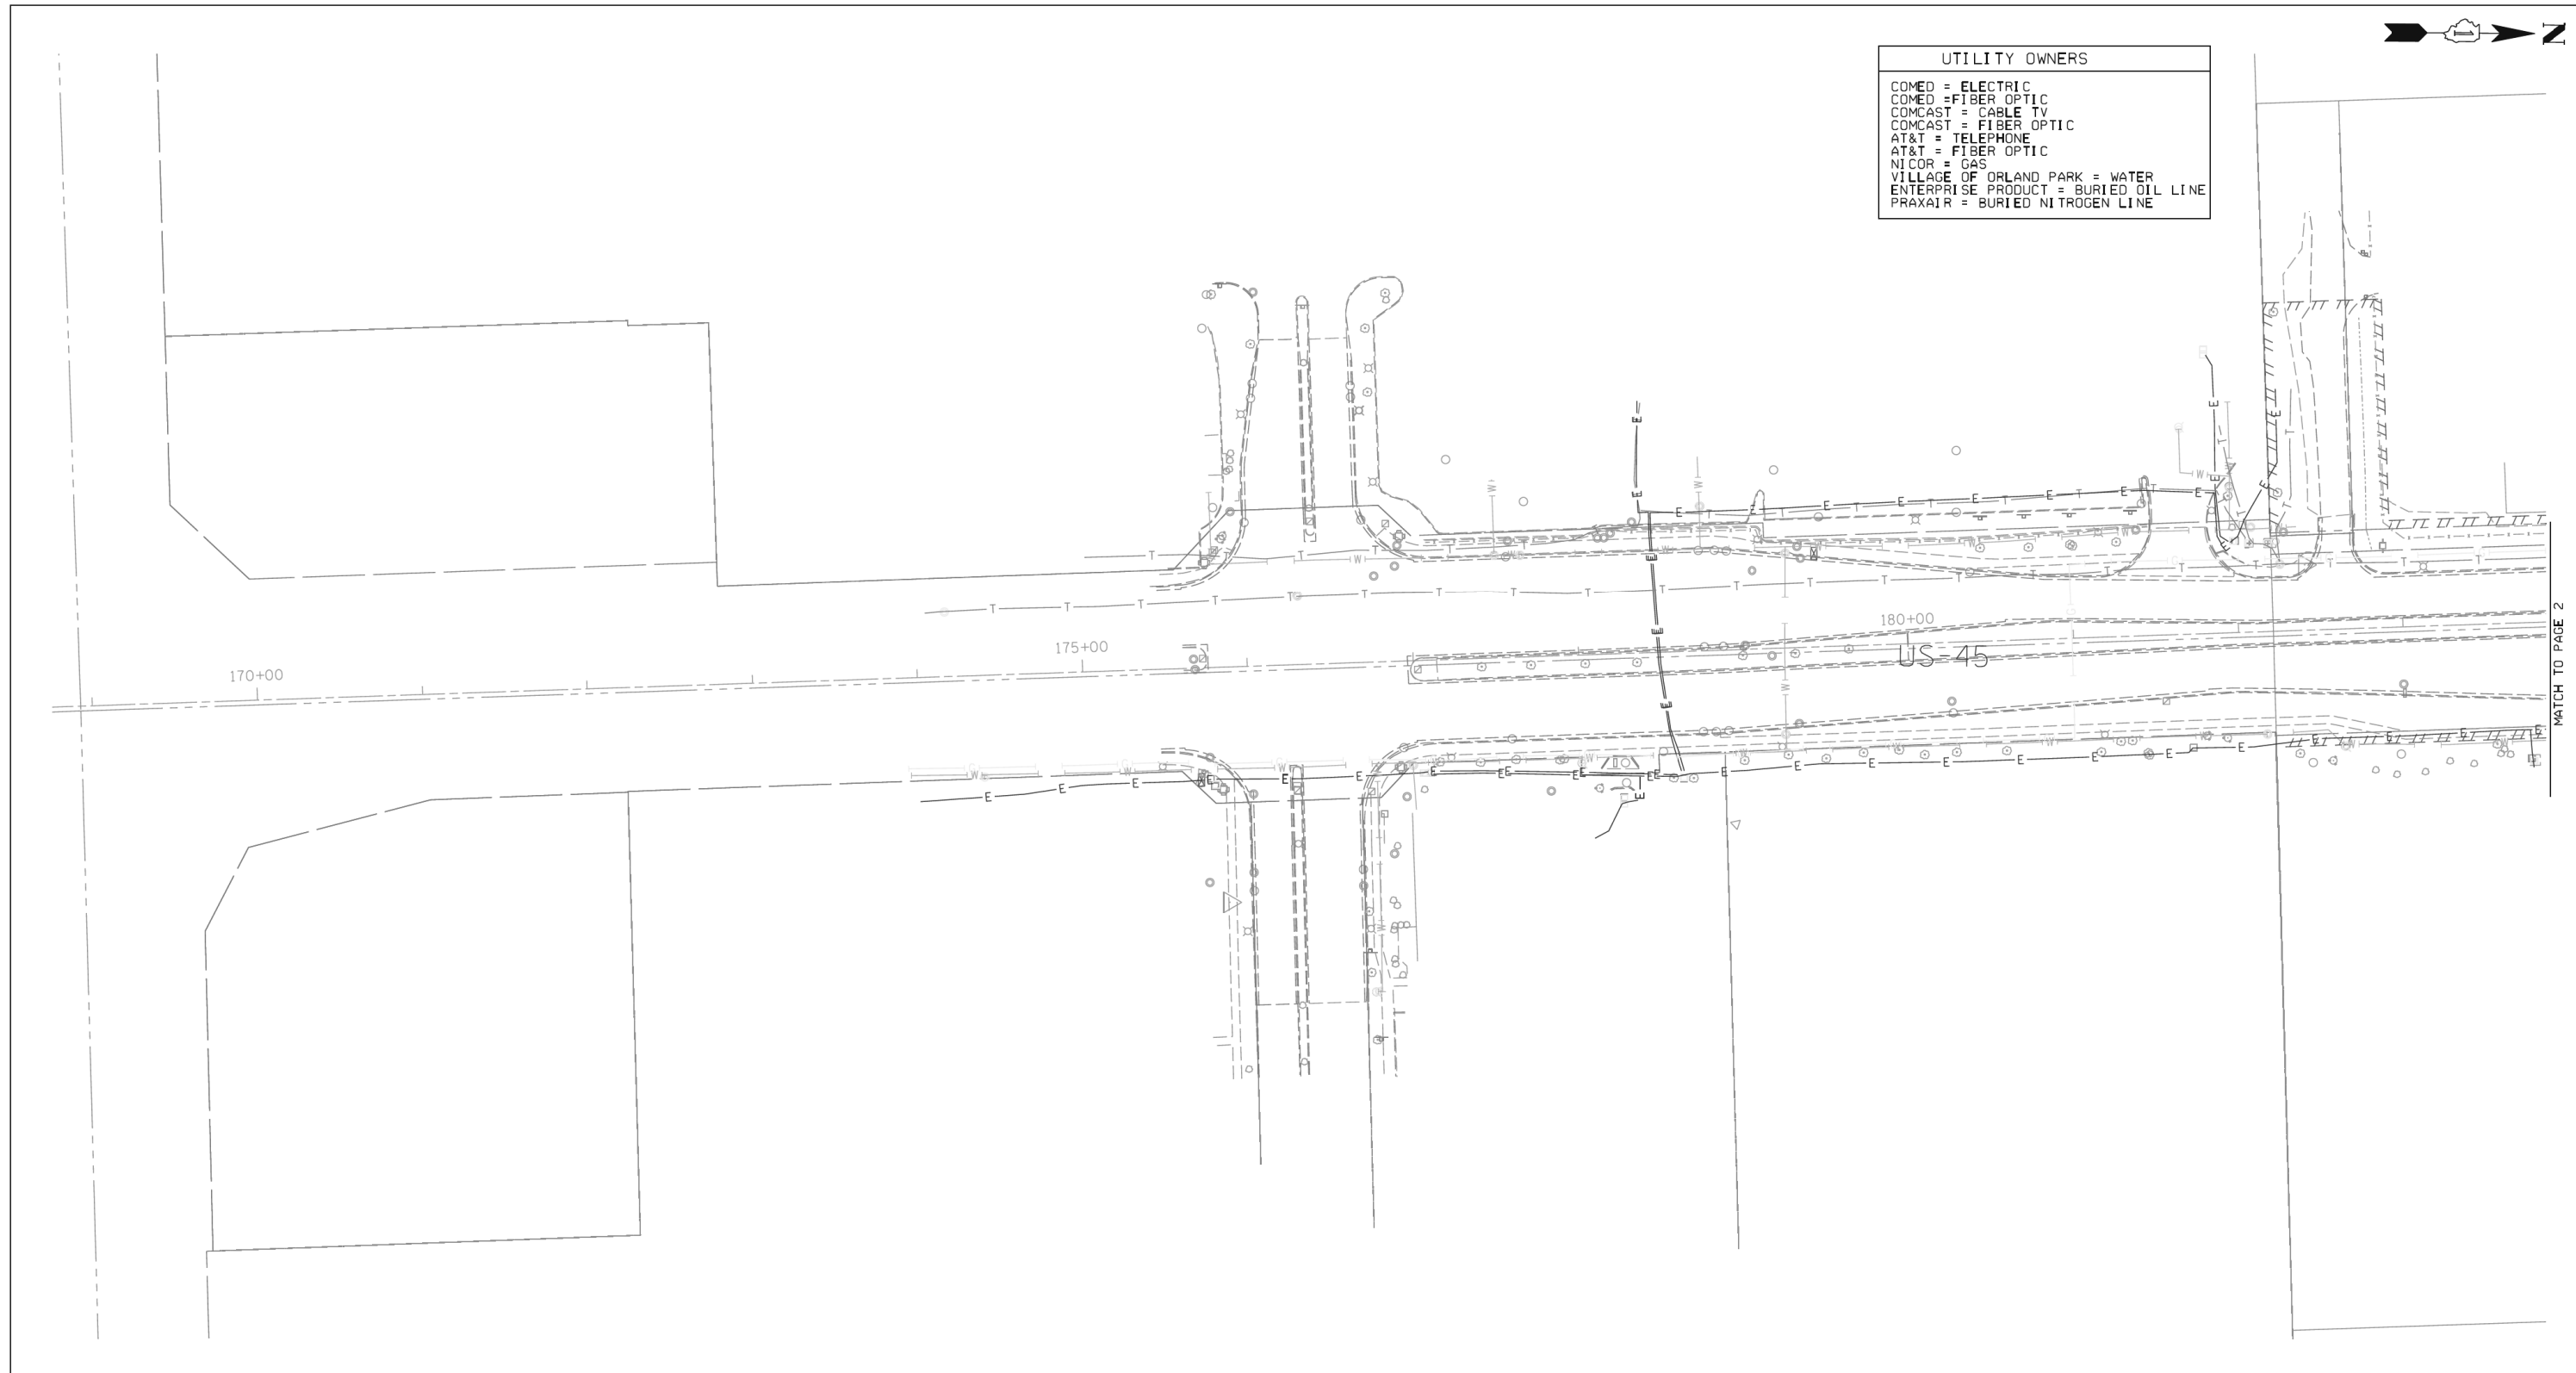 N
UTILITY OWNERS
COMED = ELECTRIC
COMED =FIBER OPTIC
COMCAST = CABLE TV
COMCAST = FIBER OPTIC
AT&T = TELEPHONE
AT&T = FIBER OPTIC
NICOR = GAS
VILLAGE OF ORLAND PARK = WATER
ENTERPRISE PRODUCT = BURIED OIL LINE
PRAXAIR = BURIED NITROGEN LINE
170+00
175+00
180+00
US-45
MATCH TO PAGE 2